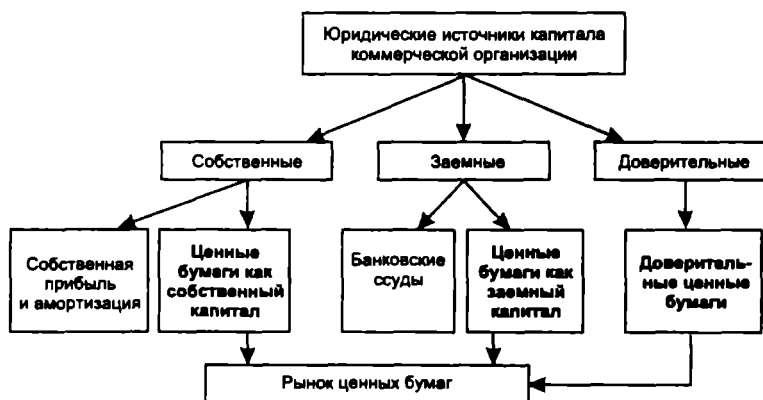 Юридические источники капитала
коммерческой организации
Собственные
Заемные
Доверительные
Собственная
прибыль
и амортизация
Ценные
бумаги как
собственный
капитал
Банковские
ссуды
Ценные
бумаги как
заемный
капитал
Доверитель-
ные ценные
бумаги
Рынок ценных бумаг